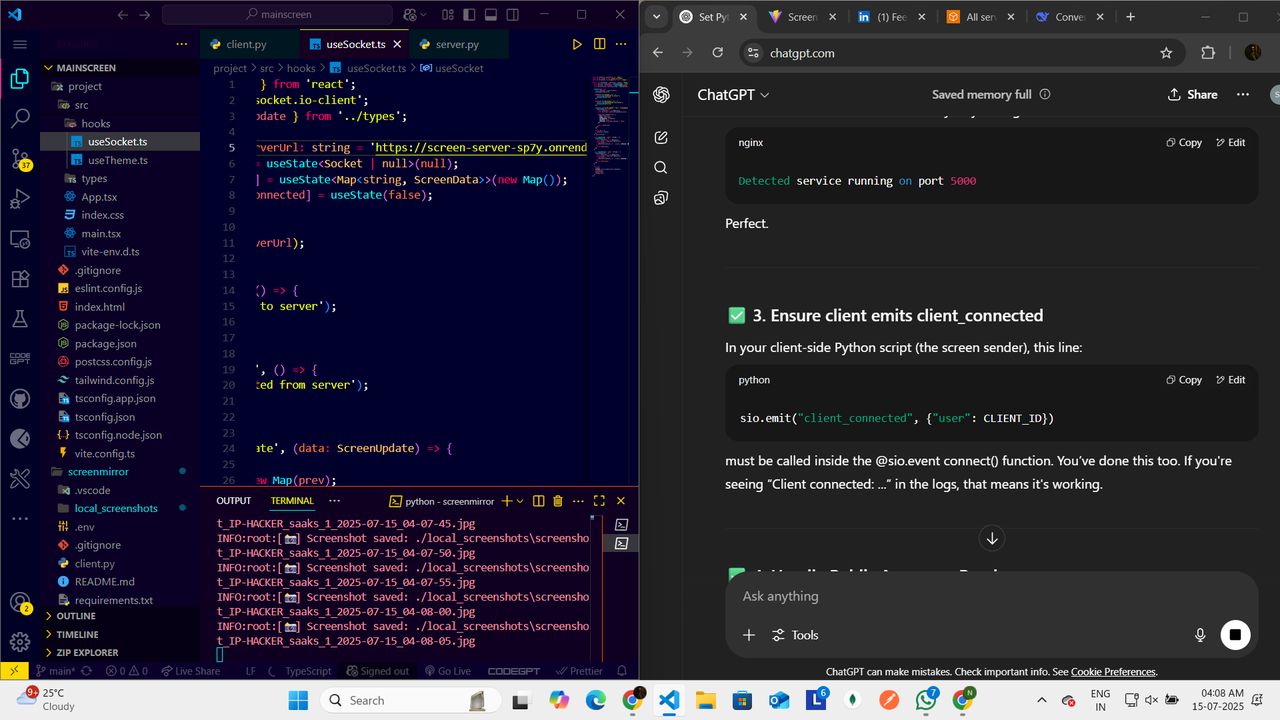 mainscreen
EXPLORER
MAINSCREEN
project
src
hooks
useSocket.ts
useTheme.ts
types
App.tsx
index.css
main.tsx
vite-env.d.ts
.gitignore
eslint.config.js
index.html
package-lock.json
package.json
postcss.config.js
tailwind.config.js
tsconfig.app.json
tsconfig.json
tsconfig.node.json
vite.config.ts
screenmirror
.vscode
local_screenshots
.env
.gitignore
client.py
README.md
requirements.txt
OUTLINE
TIMELINE
ZIP EXPLORER
37
2
CODE
GPT
client.py
useSocket.ts
server.py
project > src > hooks > useSocket.ts > useSocket
1 } from 'react';
2 socket.io-client';
3 pdate } from '../types';
4
5 rverUrl: string = 'https://screen-server-sp7y.onrend
6 = useState<Socket | null>(null);
7 ] = useState<Map<string, ScreenData>>(new Map());
8 onnected] = useState(false);
9
10
11 verUrl);
12
13
14 () => {
15 to server');
16
17
18
19 ', () => {
20 ted from server');
21
22
23
24 ate', (data: ScreenUpdate) => {
25
26 ew Map(prev);
OUTPUT TERMINAL python - screenmirror
t_IP-HACKER_saaks_1_2025-07-15_04-07-45.jpg
INFO:root:[📸] Screenshot saved: ./local_screenshots\screensho
t_IP-HACKER_saaks_1_2025-07-15_04-07-50.jpg
INFO:root:[📸] Screenshot saved: ./local_screenshots\screensho
t_IP-HACKER_saaks_1_2025-07-15_04-07-55.jpg
INFO:root:[📸] Screenshot saved: ./local_screenshots\screensho
t_IP-HACKER_saaks_1_2025-07-15_04-08-00.jpg
INFO:root:[📸] Screenshot saved: ./local_screenshots\screensho
t_IP-HACKER_saaks_1_2025-07-15_04-08-05.jpg
main* 0 0 Live Share LF TypeScript Signed out Go Live CODEGPT Prettier
Set Pyt
Screen
(1) Fee
All serv
Conver
chatgpt.com
ChatGPT
Saved memory full
Share
nginx
Copy Edit
Detected service running on port 5000
Perfect.
✅ 3. Ensure client emits client_connected
In your client-side Python script (the screen sender), this line:
python
Copy Edit
sio.emit("client_connected", {"user": CLIENT_ID})
must be called inside the @sio.event connect() function. You've done this too. If you're
seeing "Client connected: ..." in the logs, that means it's working.
Ask anything
Tools
ChatGPT can make mistakes. Check important info. See Cookie Preferences.
9+
25°C
Cloudy
Search
6
7
N
ENG
IN
04:08 AM
15-07-2025